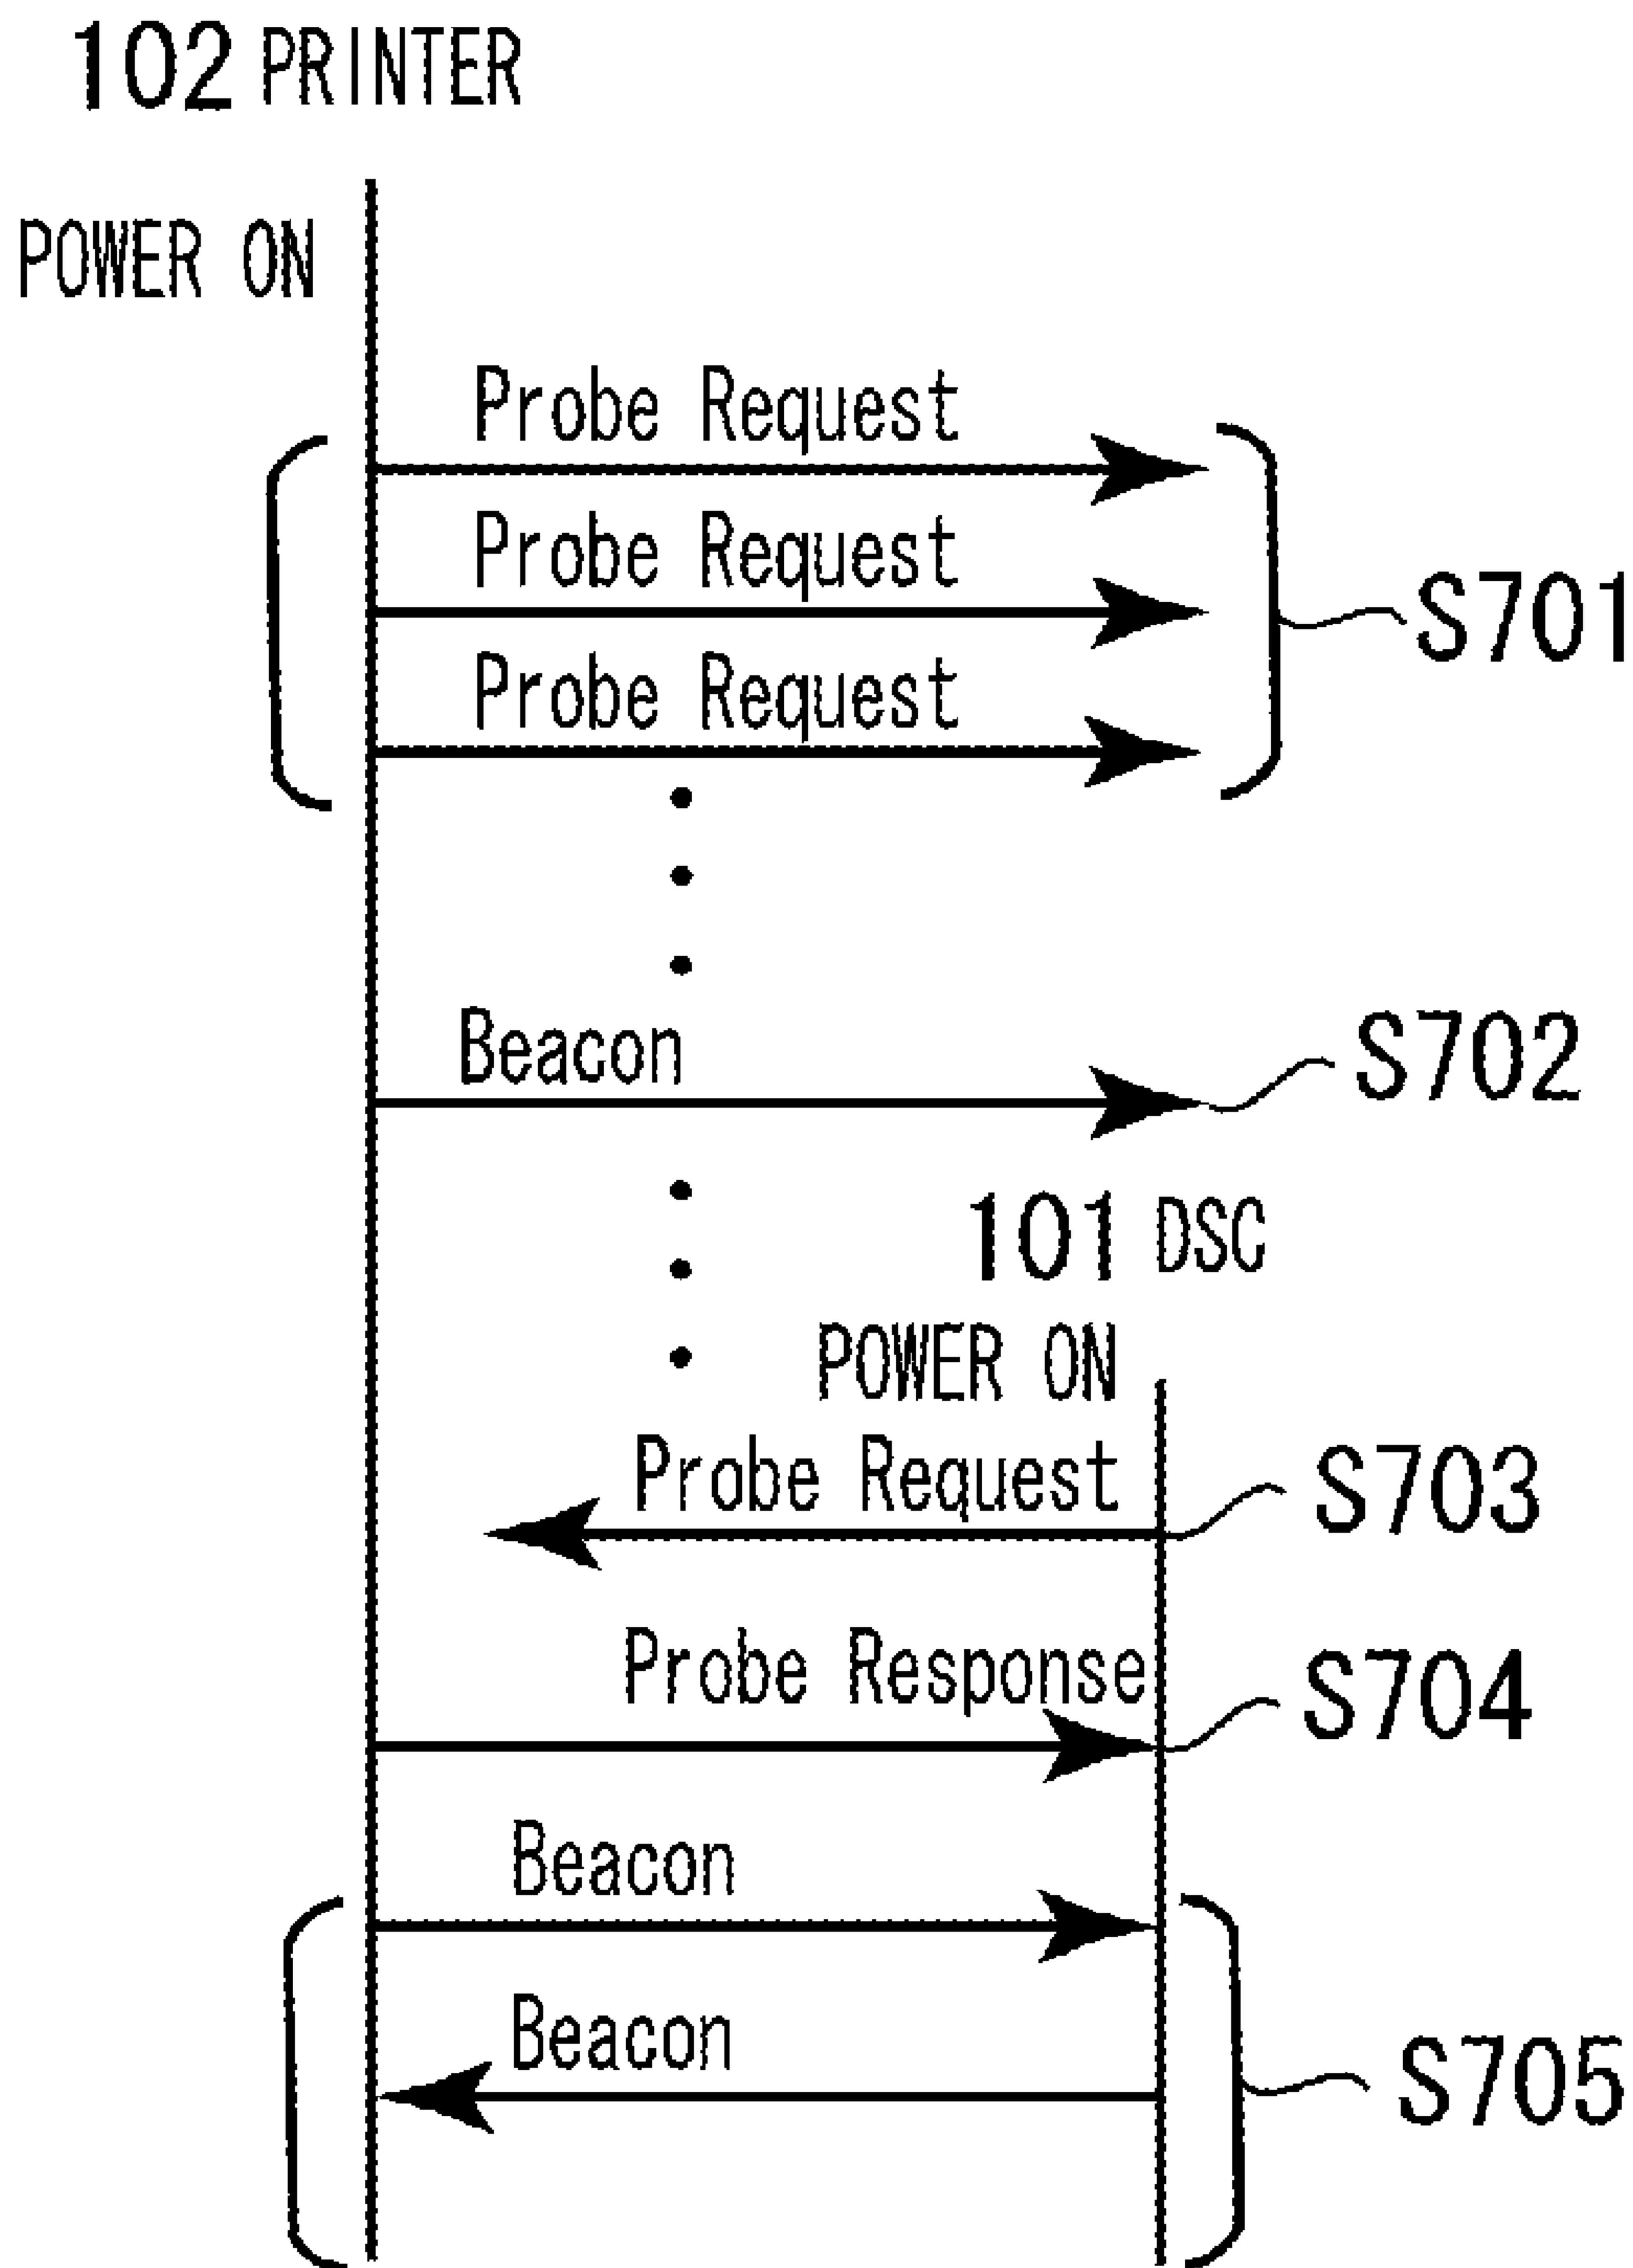 102 PRINTER
POWER ON
Probe Request
Probe Request
S701
Probe Request
Beacon
S702
101 DSC
POWER ON
Probe Request
S703
Probe Response
S704
Beacon
Beacon
S705